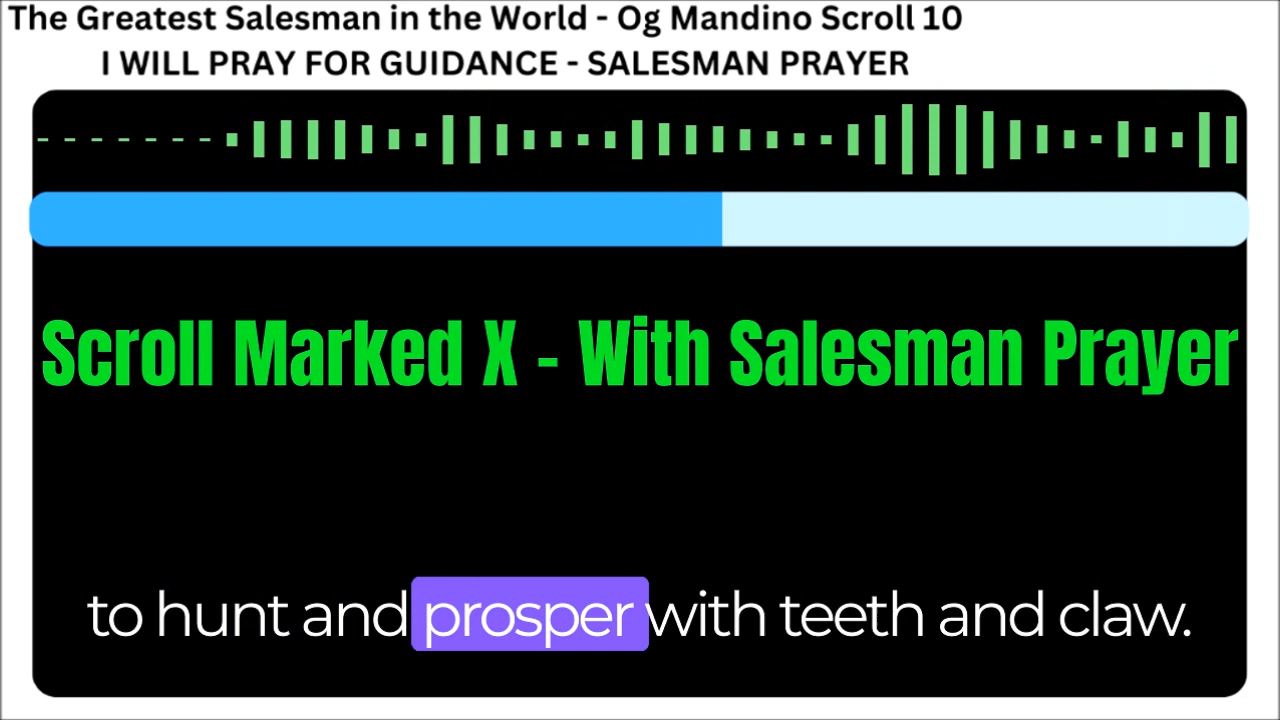 The Greatest Salesman in the World - Og Mandino Scroll 10
I WILL PRAY FOR GUIDANCE - SALESMAN PRAYER
Scroll Marked X - With Salesman Prayer
to hunt and prosper with teeth and claw.